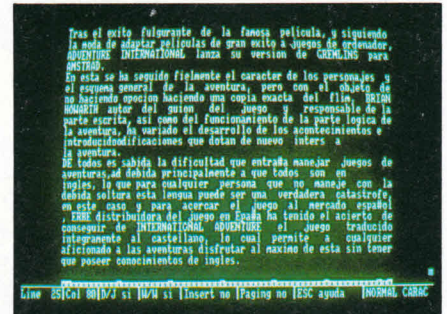 Tras el exito fulgurante de la famosa pelicula, y siguiendo
la moda de adaptar peliculas de gran exito a juegos de ordenador,
ADVENTURE INTERNATIONAL lanza su version de GREMLINS para
AMSTRAD.
En esta se ha seguido fielmente el caracter de los personajes y
el esquema general de la aventura, pero con el objeto de
no haciendo opocion haciendo una copia exacta del film, BRIAN
HOWARTH autor del guion del juego y responsable de la
parte escrita, asi como del funcionamiento de la parte logica de
la aventura, ha variado el desarrollo de los acontecimientos e
introducidoodificaciones que dotan de nuevo inters a
la aventura.
DE todos es sabida la dificultad que entraña manejar juegos de
aventuras,ad debida principalmente a que todos son en
ingles, lo que para cualquier persona que no maneje con la
debida soltura esta lengua puede ser una verdadera catastrofe,
en este caso y para acercar el juego al mercado español
, ERBE distribuidora del juego en Epaña ha tenido el acierto de
conseguir de INTERNATIONAL ADVENTURE el juego traducido
integramente al castellano, lo cual permite a cualquier
aficionado a las aventuras disfrutar al maximo de esta sin tener
que poseer conocimientos de ingles.
Line 25|Col 80|D/J si |W/W si |Insert no |Paging no |ESC ayuda |NORMAL CARAC